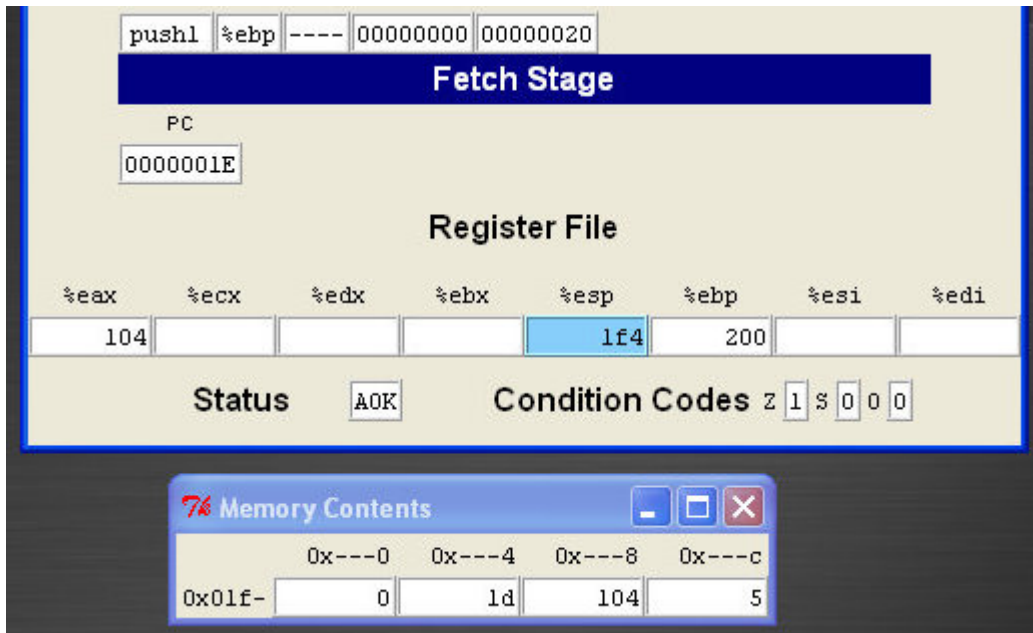 pushl %ebp ---- 00000000 00000020
Fetch Stage
PC
0000001E
Register File
%eax %ecx %edx %ebx %esp %ebp %esi %edi
104 1f4 200
Status AOK Condition Codes Z 1 S 0 O 0
Memory Contents
0x---0 0x---4 0x---8 0x---c
0x01f- 0 1d 104 5